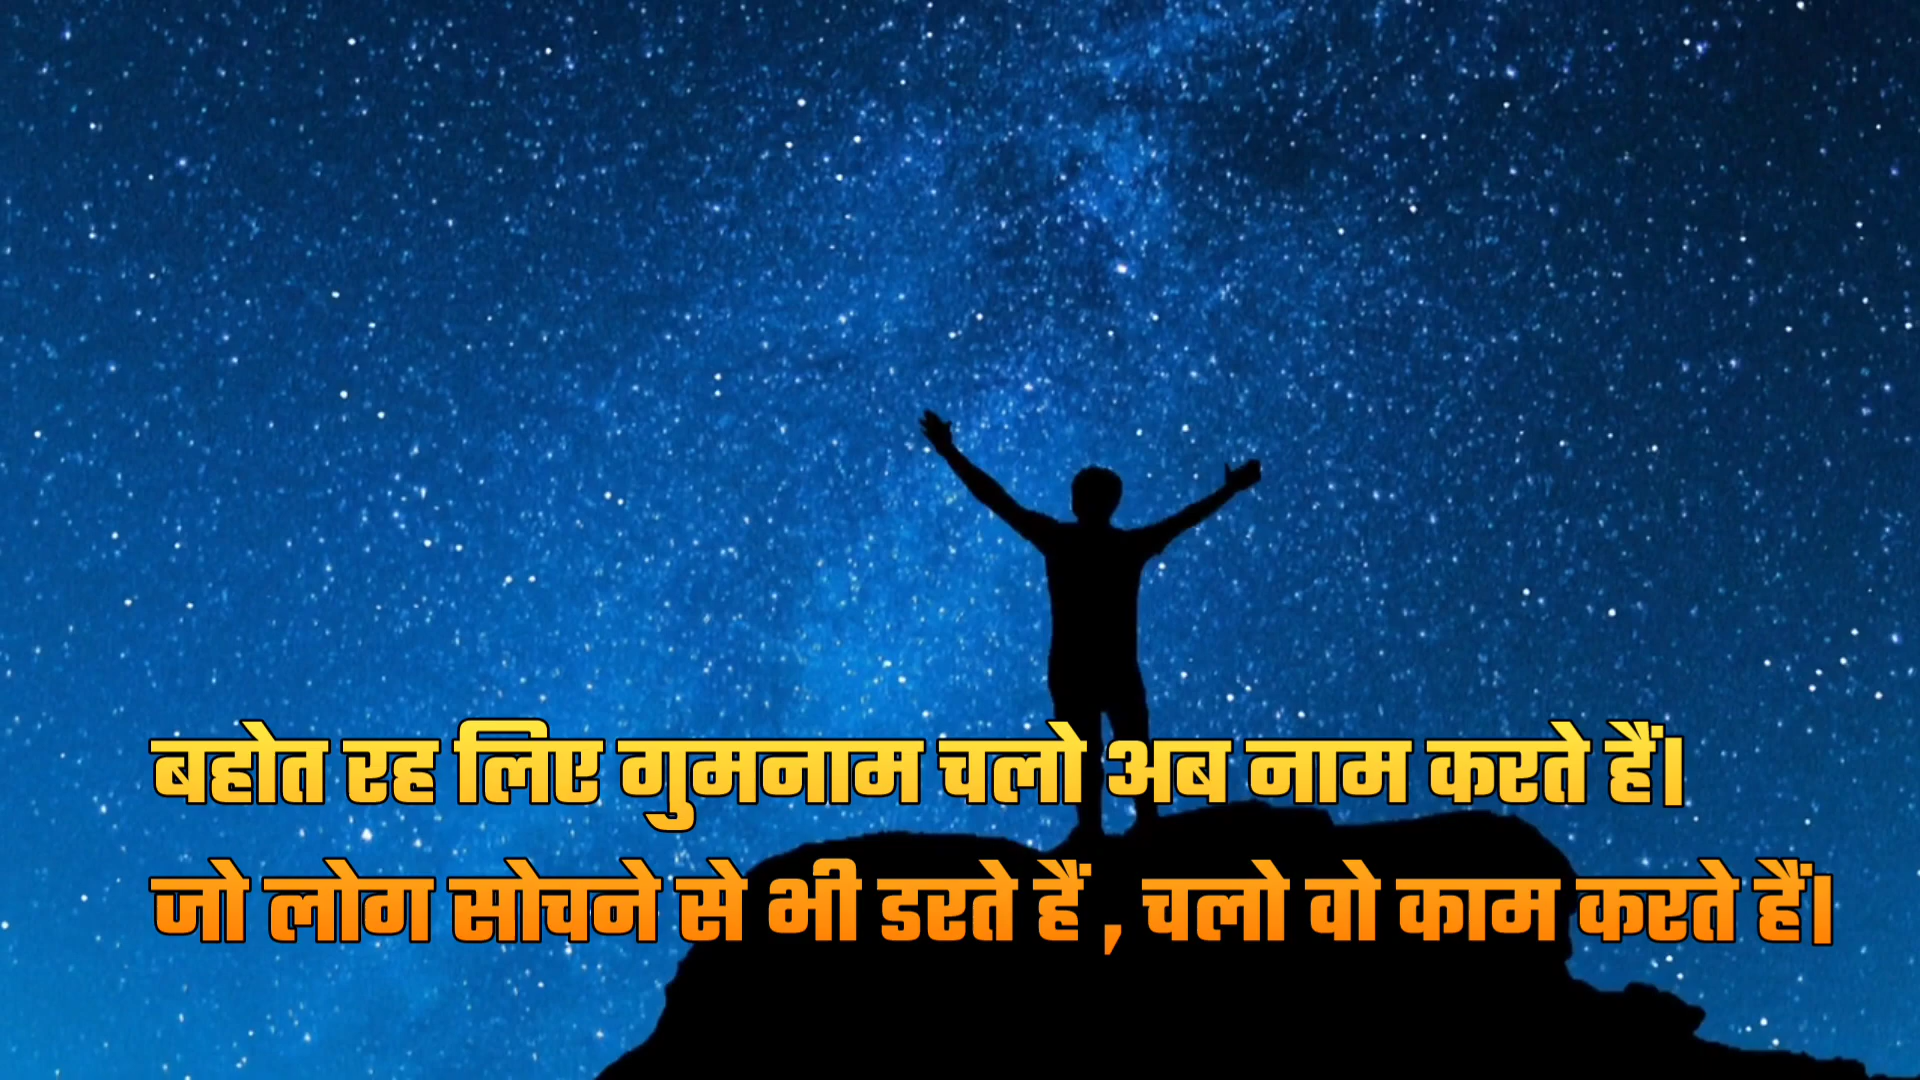 बहोत रह लिए गुमनाम चलो अब नाम करते हैं।
जो लोग सोचने से भी डरते हैं , चलो वो काम करते हैं।